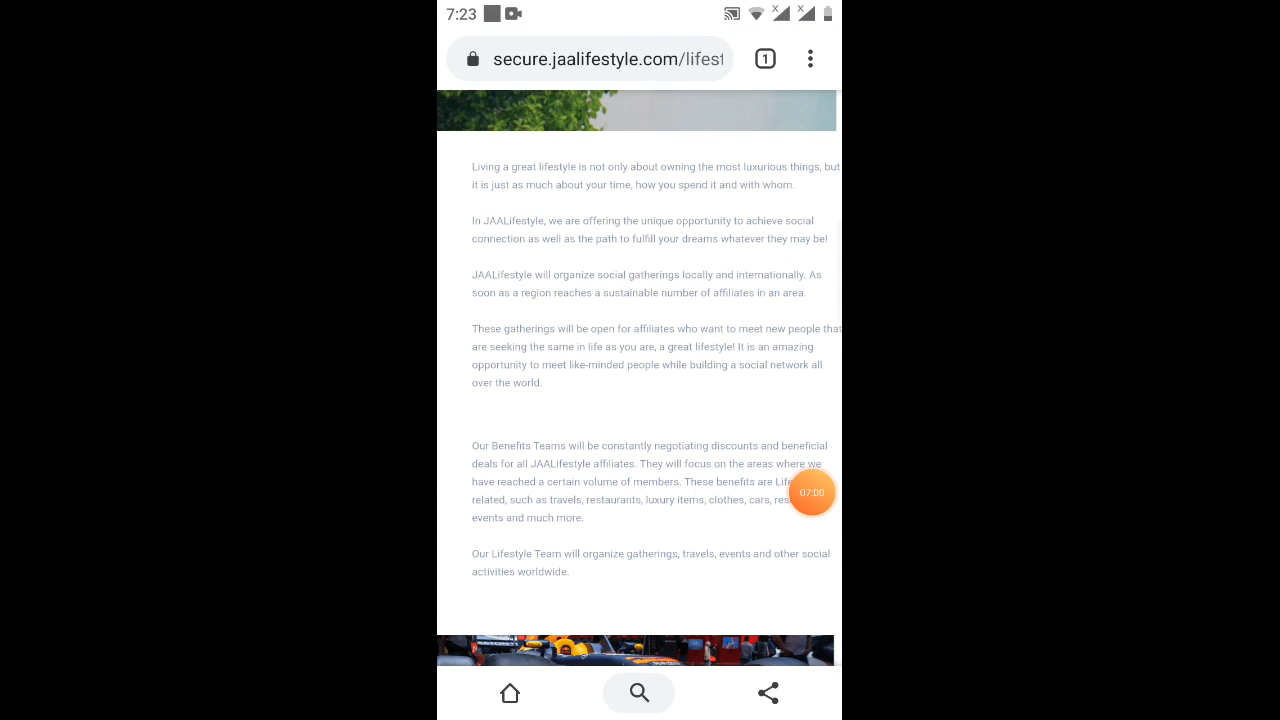 7:23
secure.jaalifestyle.com/lifest
1
Living a great lifestyle is not only about owning the most luxurious things, but
it is just as much about your time, how you spend it and with whom.
In JAALifestyle, we are offering the unique opportunity to achieve social
connection as well as the path to fulfill your dreams whatever they may be!
JAALifestyle will organize social gatherings locally and internationally. As
soon as a region reaches a sustainable number of affiliates in an area.
These gatherings will be open for affiliates who want to meet new people that
are seeking the same in life as you are, a great lifestyle! It is an amazing
opportunity to meet like-minded people while building a social network all
over the world.
Our Benefits Teams will be constantly negotiating discounts and beneficial
deals for all JAALifestyle affiliates. They will focus on the areas where we
have reached a certain volume of members. These benefits are
related, such as travels, restaurants, luxury items, clothes, cars,
events and much more.
07:00
Our Lifestyle Team will organize gatherings, travels, events and other social
activities worldwide.